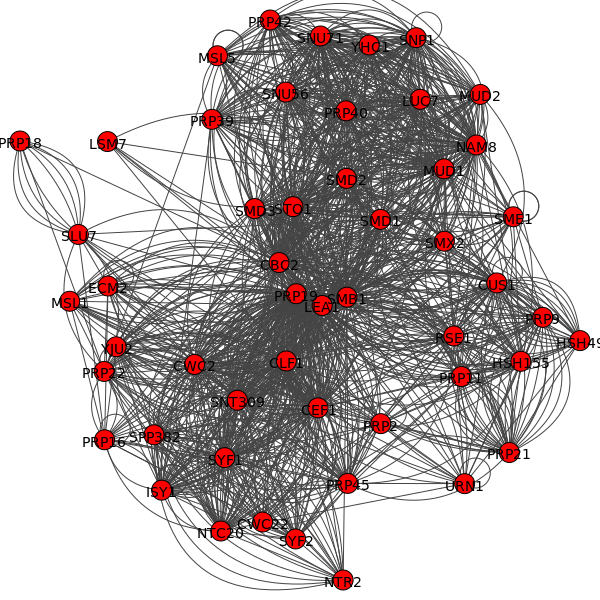 PRP42
SNU71
YHC1
SNP1
MSL5
SNU56
LUC7
MUD2
PRP40
PRP39
PRP18
LSM7
NAM8
MUD1
SMD2
SMD3
STO1
SMD1
SME1
SLU7
SMX2
CBC2
ECM2
MSL1
PRP19
LEA1
SMB1
CUS1
PRP9
HSH49
RSE1
YJU2
PRP22
CWC2
CLF1
HSH155
PRP11
SNT309
CEF1
PRP2
PRP16
SPP382
SYF1
PRP21
ISY1
PRP45
URN1
NTC20
CWC22
SYF2
NTR2